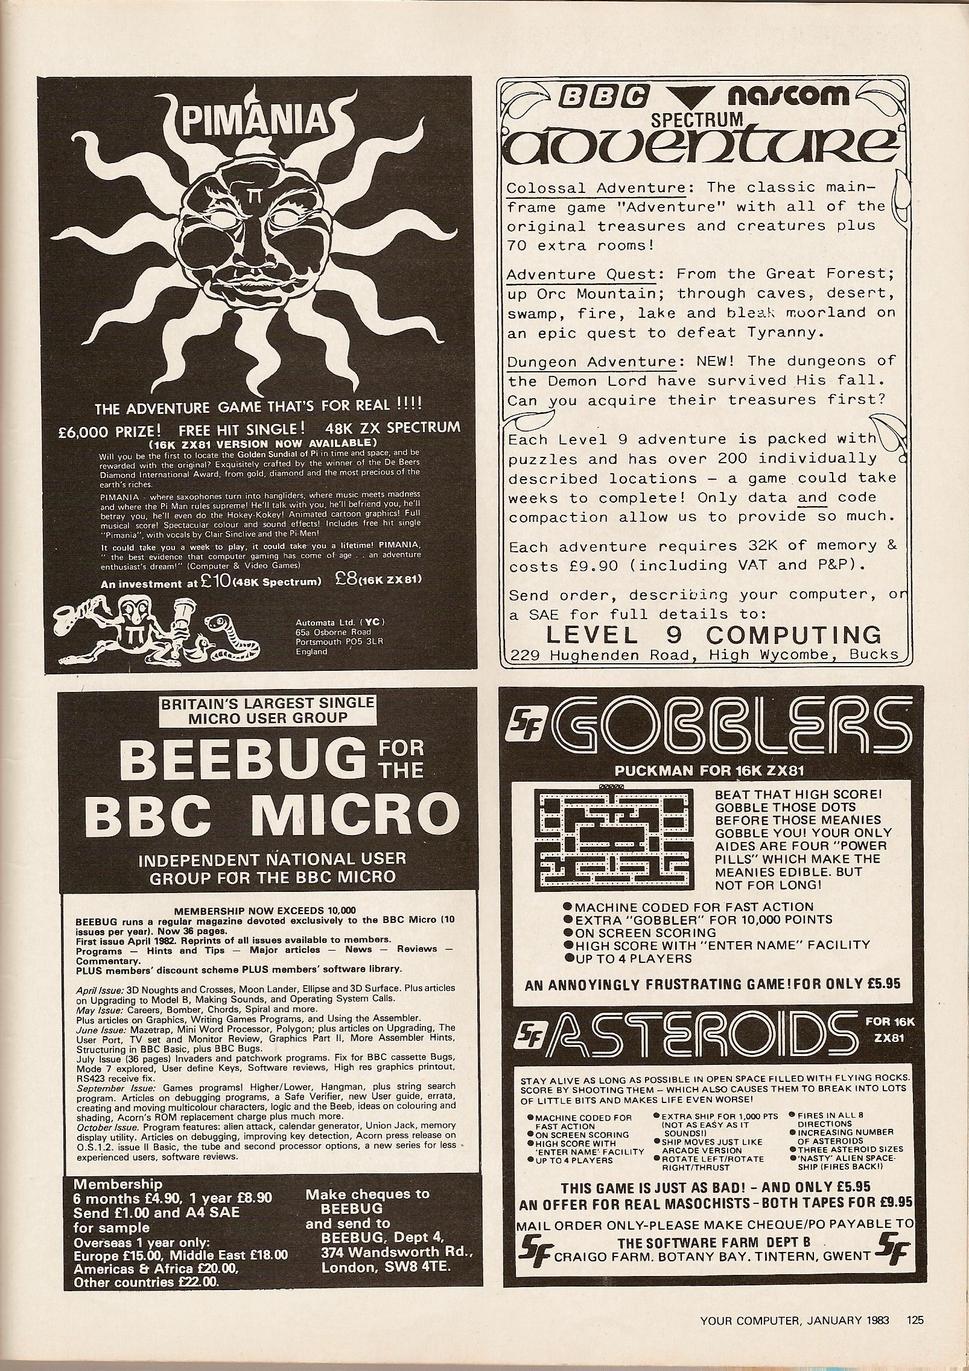 PIMANIA
π
THE ADVENTURE GAME THAT'S FOR REAL !!!!
£6,000 PRIZE! FREE HIT SINGLE! 48K ZX SPECTRUM
(16K ZX81 VERSION NOW AVAILABLE)
Will you be the first to locate the Golden Sundial of Pi in time and space, and be
rewarded with the original? Exquisitely crafted by the winner of the De Beers
Diamond International Award, from gold, diamond and the most precious of the
earth's riches.
PIMANIA - where saxophones turn into hangliders, where music meets madness
and where the Pi Man rules supreme! He'll talk with you, he'll befriend you, he'll
betray you, he'll even do the Hokey-Kokey! Animated cartoon graphics! Full
musical score! Spectacular colour and sound effects! Includes free hit single
"Pimania", with vocals by Clair Sinclive and the Pi-Men!
It could take you a week to play, it could take you a lifetime! PIMANIA,
" the best evidence that computer gaming has come of age . . an adventure
enthusiast's dream!" (Computer & Video Games)
An investment at £10 (48K Spectrum) £8 (16K ZX81)
π
Automata Ltd. (YC)
65a Osborne Road
Portsmouth PO5 3LR
England
BBC nascom
SPECTRUM
adventure
Colossal Adventure: The classic main-
frame game "Adventure" with all of the
original treasures and creatures plus
70 extra rooms!
Adventure Quest: From the Great Forest;
up Orc Mountain; through caves, desert,
swamp, fire, lake and bleak moorland on
an epic quest to defeat Tyranny.
Dungeon Adventure: NEW! The dungeons of
the Demon Lord have survived His fall.
Can you acquire their treasures first?
Each Level 9 adventure is packed with
puzzles and has over 200 individually
described locations - a game could take
weeks to complete! Only data and code
compaction allow us to provide so much.
Each adventure requires 32K of memory &
costs £9.90 (including VAT and P&P).
Send order, describing your computer, or
a SAE for full details to:
LEVEL 9 COMPUTING
229 Hughenden Road, High Wycombe, Bucks
BRITAIN'S LARGEST SINGLE
MICRO USER GROUP
BEEBUG FOR THE
BBC MICRO
INDEPENDENT NATIONAL USER
GROUP FOR THE BBC MICRO
MEMBERSHIP NOW EXCEEDS 10,000
BEEBUG runs a regular magazine devoted exclusively to the BBC Micro (10
issues per year). Now 36 pages.
First issue April 1982. Reprints of all issues available to members.
Programs — Hints and Tips — Major articles — News — Reviews —
Commentary.
PLUS members' discount scheme PLUS members' software library.
April Issue: 3D Noughts and Crosses, Moon Lander, Ellipse and 3D Surface. Plus articles
on Upgrading to Model B, Making Sounds, and Operating System Calls.
May Issue: Careers, Bomber, Chords, Spiral and more.
Plus articles on Graphics, Writing Games Programs, and Using the Assembler.
June Issue: Mazetrap, Mini Word Processor, Polygon; plus articles on Upgrading, The
User Port, TV set and Monitor Review, Graphics Part II, More Assembler Hints,
Structuring in BBC Basic, plus BBC Bugs.
July Issue (36 pages) Invaders and patchwork programs. Fix for BBC cassette Bugs,
Mode 7 explored, User define Keys, Software reviews, High res graphics printout,
RS423 receive fix.
September Issue: Games programs! Higher/Lower, Hangman, plus string search
program. Articles on debugging programs, a Safe Verifier, new User guide, errata,
creating and moving multicolour characters, logic and the Beeb, ideas on colouring and
shading, Acorn's ROM replacement charge plus much more.
October Issue. Program features: alien attack, calendar generator, Union Jack, memory
display utility. Articles on debugging, improving key detection, Acorn press release on
O.S.1.2. issue II Basic, the tube and second processor options, a new series for less -
experienced users, software reviews.
Membership
6 months £4.90, 1 year £8.90
Send £1.00 and A4 SAE
for sample
Overseas 1 year only:
Europe £15.00, Middle East £18.00
Americas & Africa £20.00,
Other countries £22.00.
Make cheques to
BEEBUG
and send to
BEEBUG, Dept 4,
374 Wandsworth Rd.,
London, SW8 4TE.
SF GOBBLERS
PUCKMAN FOR 16K ZX81
BEAT THAT HIGH SCORE!
GOBBLE THOSE DOTS
BEFORE THOSE MEANIES
GOBBLE YOU! YOUR ONLY
AIDES ARE FOUR "POWER
PILLS" WHICH MAKE THE
MEANIES EDIBLE. BUT
NOT FOR LONG!
● MACHINE CODED FOR FAST ACTION
● EXTRA "GOBBLER" FOR 10,000 POINTS
● ON SCREEN SCORING
● HIGH SCORE WITH "ENTER NAME" FACILITY
● UP TO 4 PLAYERS
AN ANNOYINGLY FRUSTRATING GAME! FOR ONLY £5.95
SF ASTEROIDS FOR 16K
ZX81
STAY ALIVE AS LONG AS POSSIBLE IN OPEN SPACE FILLED WITH FLYING ROCKS.
SCORE BY SHOOTING THEM – WHICH ALSO CAUSES THEM TO BREAK INTO LOTS
OF LITTLE BITS AND MAKES LIFE EVEN WORSE!
● MACHINE CODED FOR
FAST ACTION
● ON SCREEN SCORING
● HIGH SCORE WITH
'ENTER NAME' FACILITY
● UP TO 4 PLAYERS
● EXTRA SHIP FOR 1,000 PTS
(NOT AS EASY AS IT
SOUNDS!)
● SHIP MOVES JUST LIKE
ARCADE VERSION
● ROTATE LEFT/ROTATE
RIGHT/THRUST
● FIRES IN ALL 8
DIRECTIONS
● INCREASING NUMBER
OF ASTEROIDS
● THREE ASTEROID SIZES
● 'NASTY' ALIEN SPACE-
SHIP (FIRES BACK!)
THIS GAME IS JUST AS BAD! - AND ONLY £5.95
AN OFFER FOR REAL MASOCHISTS - BOTH TAPES FOR £9.95
MAIL ORDER ONLY-PLEASE MAKE CHEQUE/PO PAYABLE TO
SF THE SOFTWARE FARM DEPT B SF
CRAIGO FARM. BOTANY BAY. TINTERN, GWENT
YOUR COMPUTER, JANUARY 1983 125